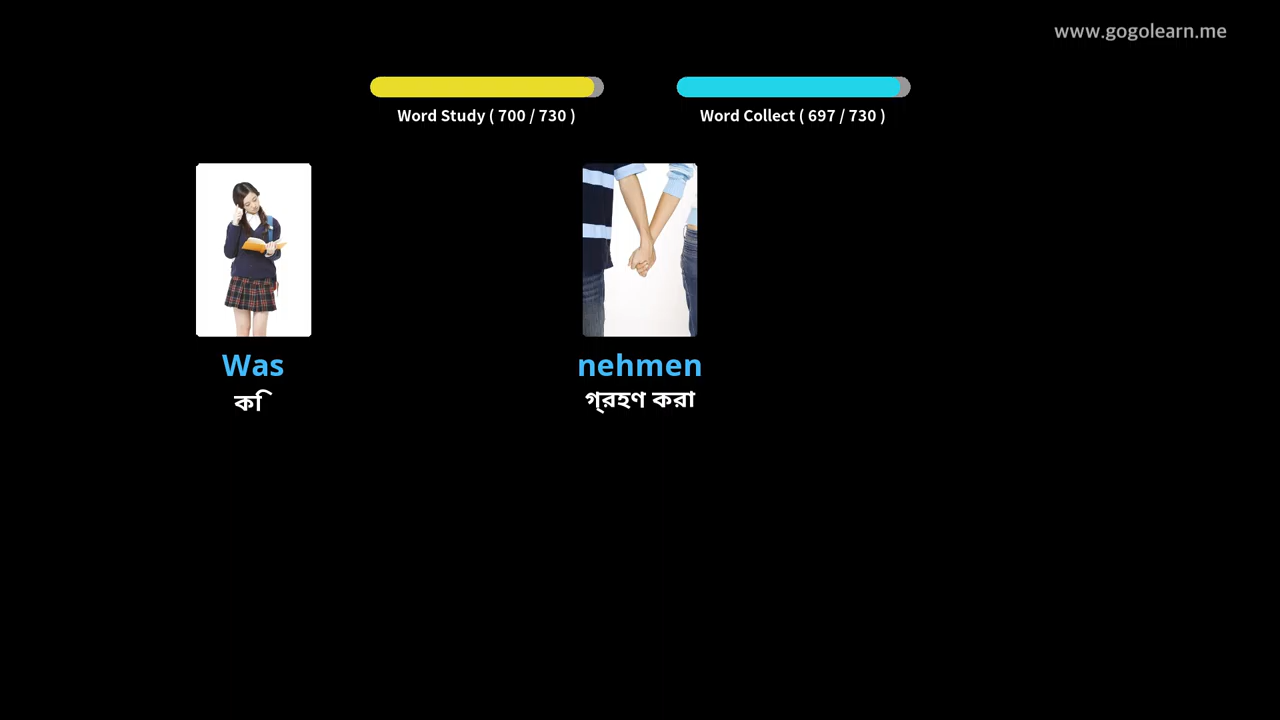 www.gogolearn.me
Word Study ( 700 / 730 )
Word Collect ( 697 / 730 )
Was
nehmen
কি
গ্রহণ করা